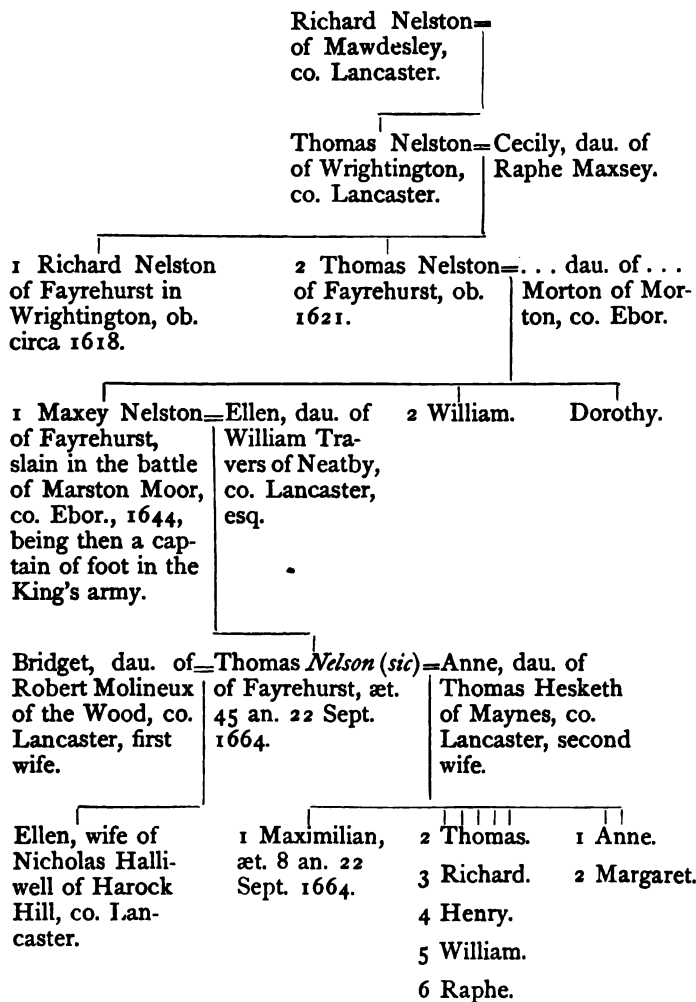 Richard Nelston=
of Mawdesley,
co. Lancaster.
Thomas Nelston=Cecily, dau. of
of Wrightington, Raphe Maxsey.
co. Lancaster.
1 Richard Nelston
of Fayrehurst in
Wrightington, ob.
circa 1618.
2 Thomas Nelston=... dau. of...
of Fayrehurst, ob. Morton of Mor-
1621. ton, co. Ebor.
1 Maxey Nelston=
of Fayrehurst,
slain in the battle
of Marston Moor,
co. Ebor., 1644,
being then a cap-
tain of foot in the
King's army.
Ellen, dau. of
William Tra-
vers of Neatby,
co. Lancaster,
esq.
2 William.
Dorothy.
Bridget, dau. of=
Robert Molineux
of the Wood, co.
Lancaster, first
wife.
Thomas Nelson (sic)=
of Fayrehurst, æt.
45 an. 22 Sept.
1664.
Anne, dau. of
Thomas Hesketh
of Maynes, co.
Lancaster, second
wife.
Ellen, wife of
Nicholas Halli-
well of Harock
Hill, co. Lan-
caster.
1 Maximilian,
æt. 8 an. 22
Sept. 1664.
2 Thomas.
3 Richard.
4 Henry.
5 William.
6 Raphe.
1 Anne.
2 Margaret.